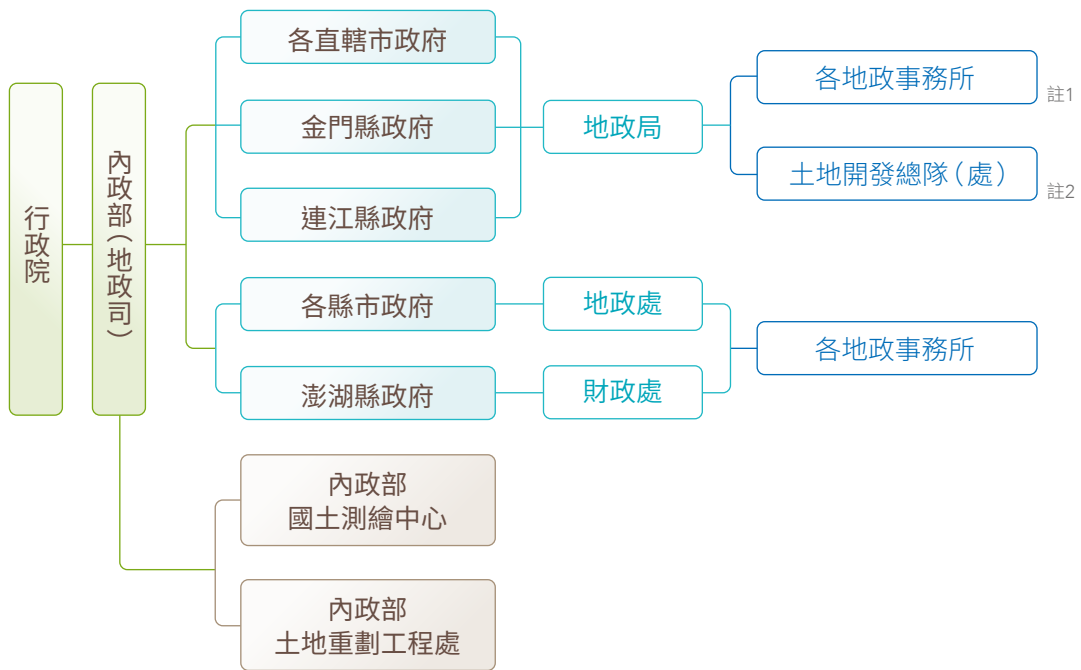 行政院
內政部（地政司）
各直轄市政府
金門縣政府
連江縣政府
地政局
各地政事務所
註1
土地開發總隊（處）
註2
各縣市政府
地政處
澎湖縣政府
財政處
各地政事務所
內政部
國土測繪中心
內政部
土地重劃工程處